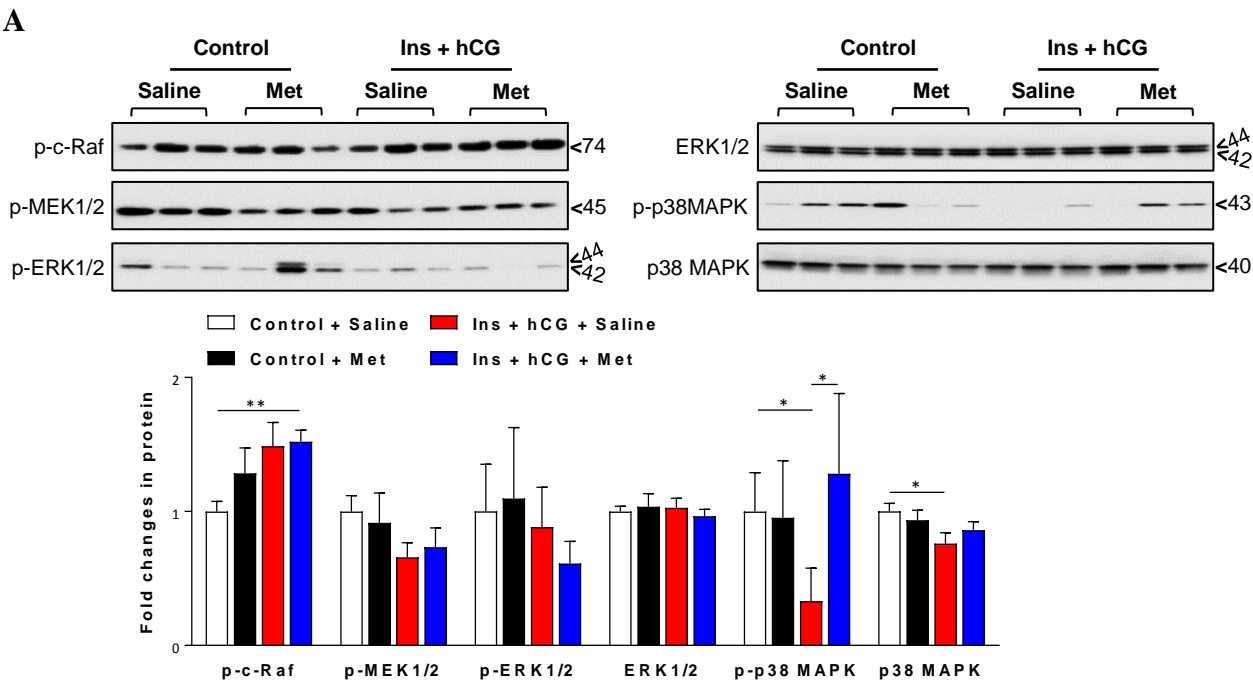 A
Control Ins + hCG
Saline Met Saline Met
p-c-Raf <74
p-MEK1/2 <45
p-ERK1/2 <44
<42
Control Ins + hCG
Saline Met Saline Met
ERK1/2 <44
<42
p-p38MAPK <43
p38 MAPK <40
Control + Saline Ins + hCG + Saline
Control + Met Ins + hCG + Met
Fold changes in protein
2
1
0
** * * *
p-c-Raf p-MEK1/2 p-ERK1/2 ERK1/2 p-p38 MAPK p38 MAPK